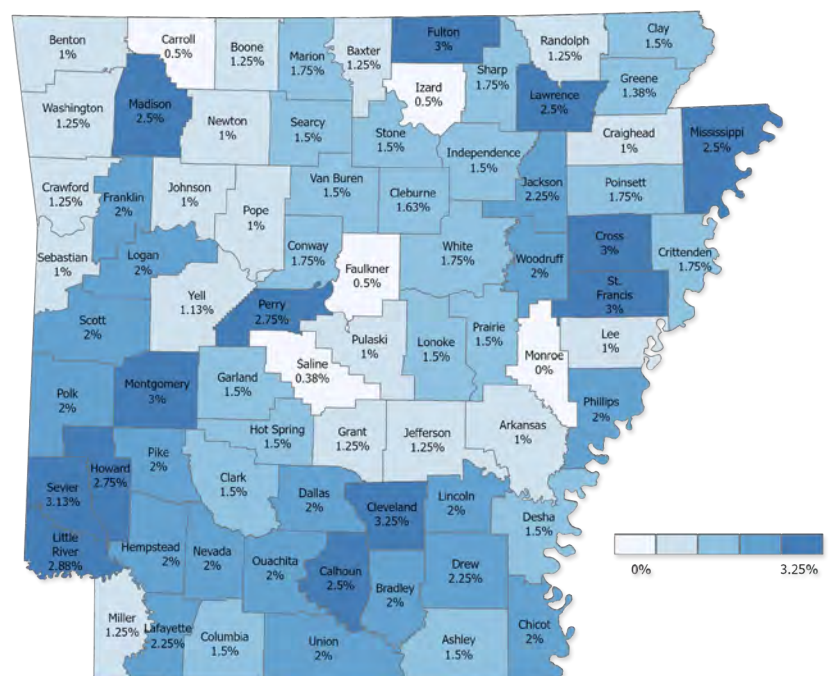 Benton
1%
Carroll
0.5%
Boone
1.25%
Marion
1.75%
Baxter
1.25%
Fulton
3%
Sharp
1.75%
Randolph
1.25%
Clay
1.5%
Washington
1.25%
Madison
2.5%
Newton
1%
Searcy
1.5%
Izard
0.5%
Lawrence
2.5%
Greene
1.38%
Stone
1.5%
Independence
1.5%
Craighead
1%
Mississippi
2.5%
Crawford
1.25%
Franklin
2%
Johnson
1%
Pope
1%
Van Buren
1.5%
Cleburne
1.63%
Jackson
2.25%
Poinsett
1.75%
Sebastian
1%
Logan
2%
Conway
1.75%
Faulkner
0.5%
White
1.75%
Woodruff
2%
Cross
3%
Crittenden
1.75%
St.
Francis
3%
Scott
2%
Yell
1.13%
Perry
2.75%
Pulaski
1%
Lonoke
1.5%
Prairie
1.5%
Monroe
0%
Lee
1%
Saline
0.38%
Polk
2%
Montgomery
3%
Garland
1.5%
Phillips
2%
Hot Spring
1.5%
Grant
1.25%
Jefferson
1.25%
Arkansas
1%
Sevier
3.13%
Howard
2.75%
Pike
2%
Clark
1.5%
Dallas
2%
Cleveland
3.25%
Lincoln
2%
Desha
1.5%
Little
River
2.88%
Hempstead
2%
Nevada
2%
Ouachita
2%
Calhoun
2.5%
Bradley
2%
Drew
2.25%
0%
3.25%
Miller
1.25%
Lafayette
2.25%
Columbia
1.5%
Union
2%
Ashley
1.5%
Chicot
2%